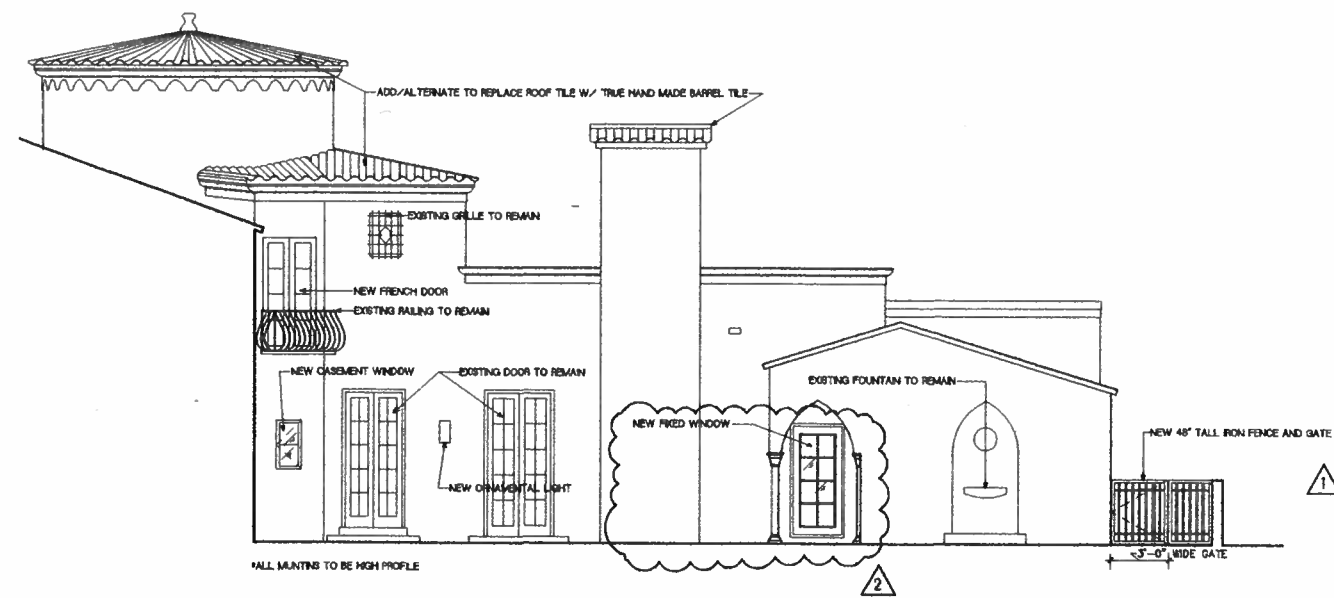 ADD/ALTERNATE TO REPLACE ROOF TILE W/ TRUE HAND MADE BARREL TILE
EXISTING GRILLE TO REMAIN
NEW FRENCH DOOR
EXISTING RAILING TO REMAIN
NEW CASEMENT WINDOW
EXISTING DOOR TO REMAIN
EXISTING FOUNTAIN TO REMAIN
NEW FIXED WINDOW
NEW 48" TALL IRON FENCE AND GATE
1
NEW ORNAMENTAL LIGHT
3'-0" WIDE GATE
*ALL MUNTINS TO BE HIGH PROFILE
2